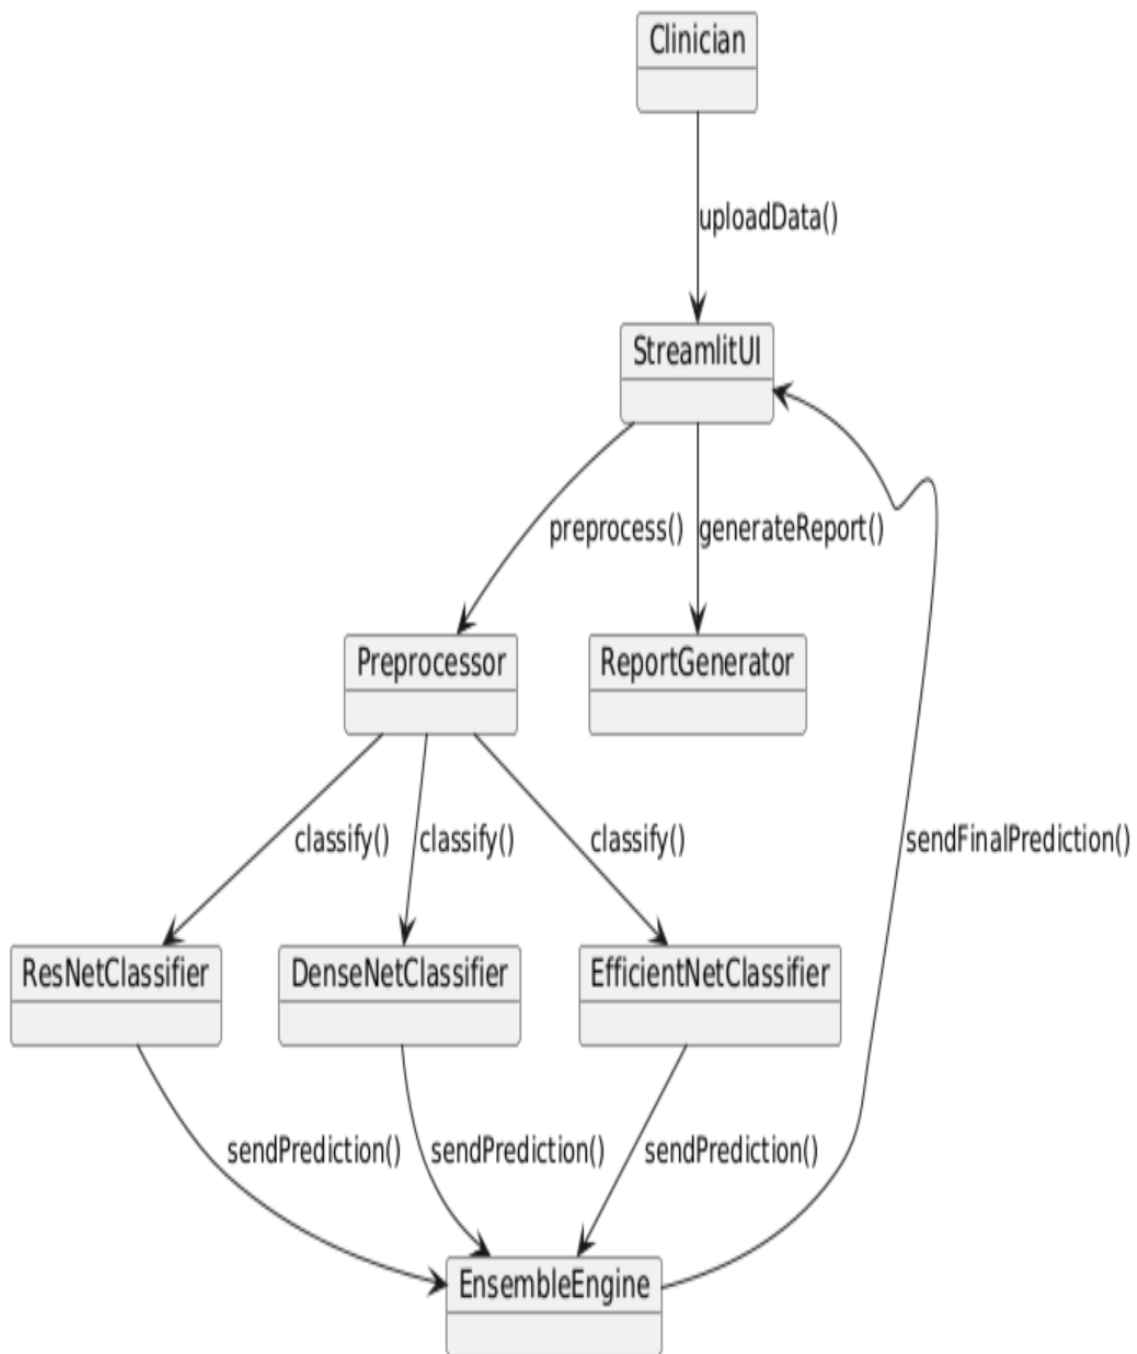 Clinician
uploadData()
StreamlitUI
preprocess()
generateReport()
Preprocessor
ReportGenerator
classify()
classify()
classify()
sendFinalPrediction()
ResNetClassifier
DenseNetClassifier
EfficientNetClassifier
sendPrediction()
sendPrediction()
sendPrediction()
EnsembleEngine